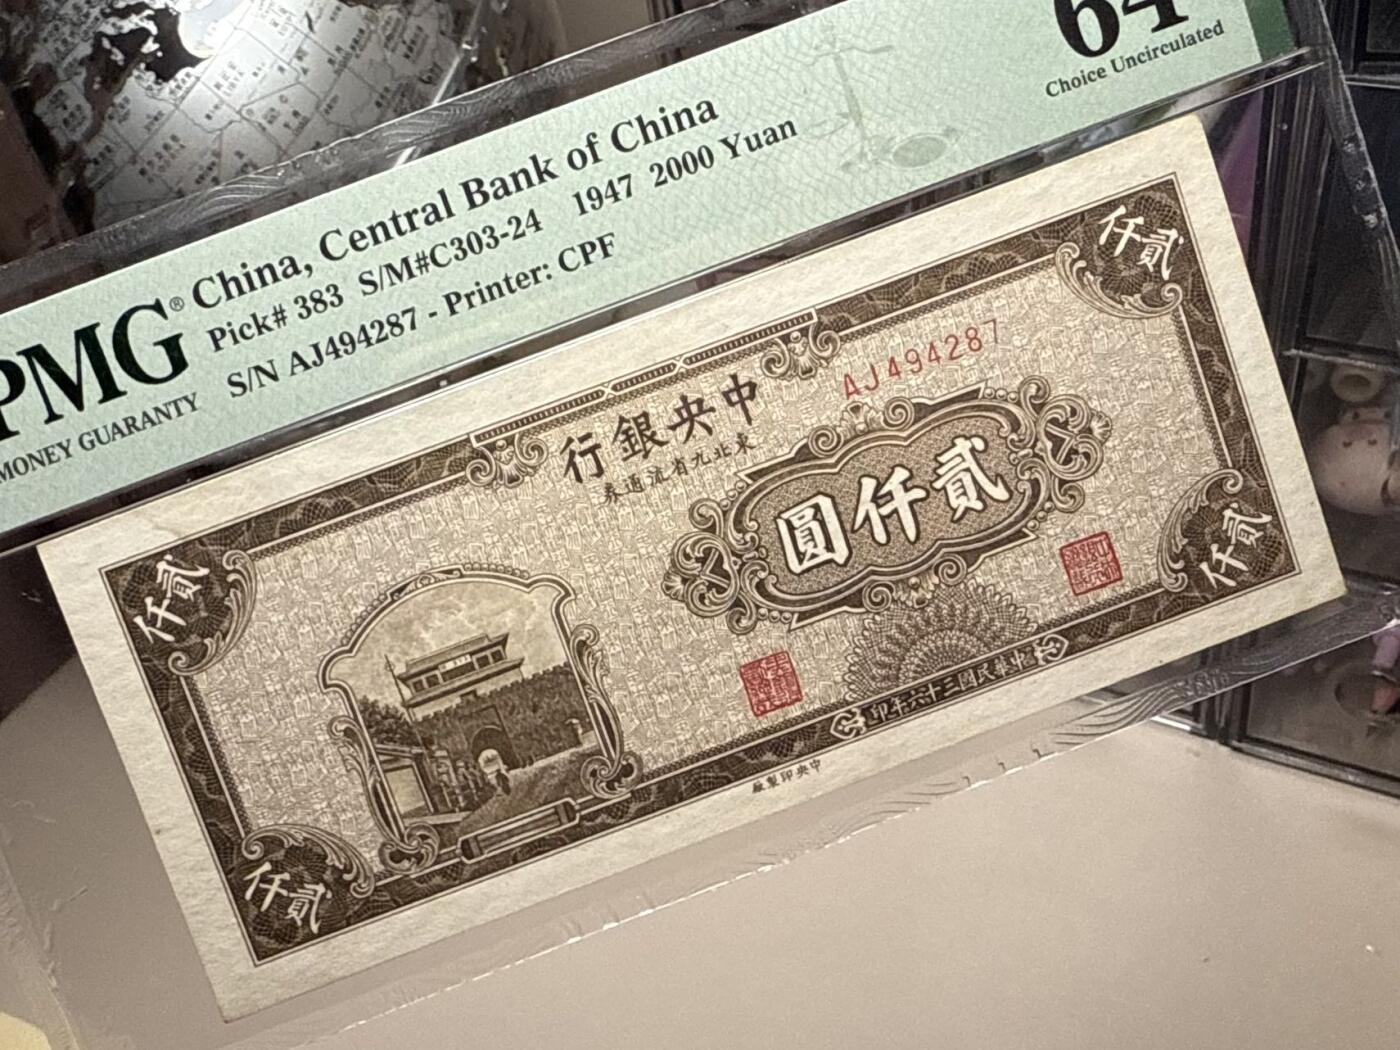 64
Choice Uncirculated
PMG®
MONEY GUARANTY
China, Central Bank of China
Pick# 383 S/M#C303-24 1947 2000 Yuan
S/N AJ494287 - Printer: CPF
AJ494287
行銀央中
券通流省九北東
圓仟貳
仟貳
仟貳
仟貳
仟貳
印年六十三國民華中
廠製印央中